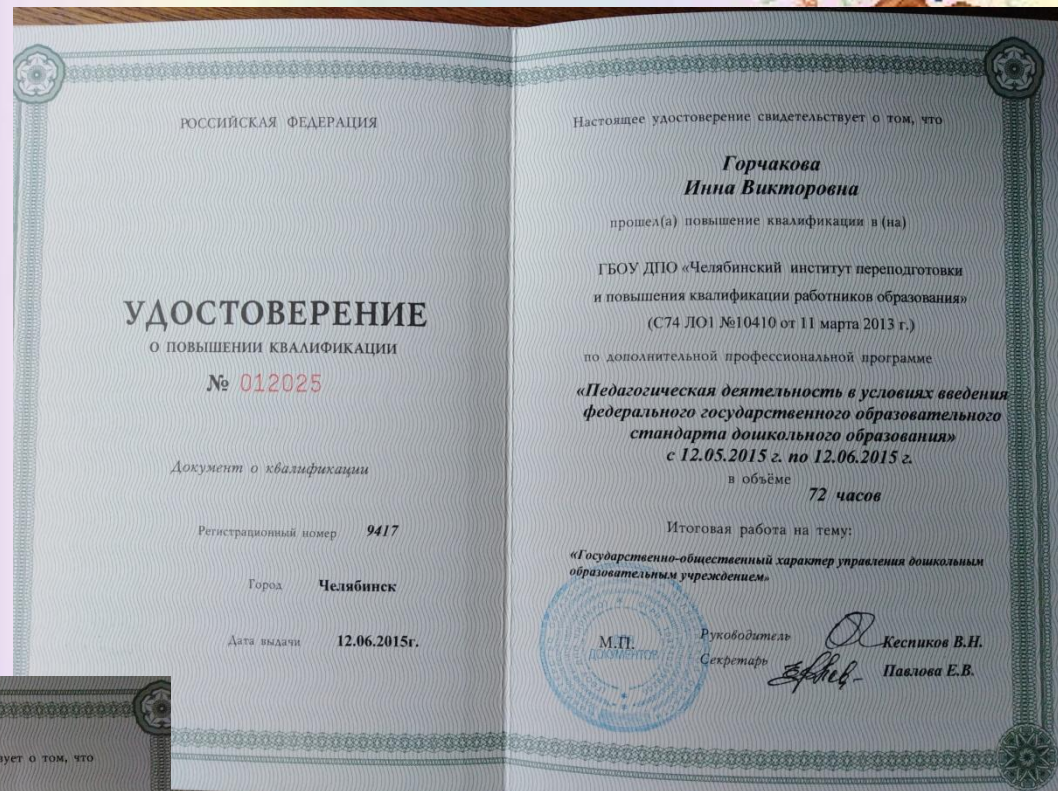 РОССИЙСКАЯ ФЕДЕРАЦИЯ
УДОСТОВЕРЕНИЕ
О ПОВЫШЕНИИ КВАЛИФИКАЦИИ
№ 012025
Документ о квалификации
Регистрационный номер 9417
Город Челябинск
Дата выдачи 12.06.2015г.
Настоящее удостоверение свидетельствует о том, что
Горчакова
Инна Викторовна
прошел(а) повышение квалификации в (на)
ГБОУ ДПО «Челябинский институт переподготовки
и повышения квалификации работников образования»
(С74 ЛО1 №10410 от 11 марта 2013 г.)
по дополнительной профессиональной программе
«Педагогическая деятельность в условиях введения
федерального государственного образовательного
стандарта дошкольного образования»
с 12.05.2015 г. по 12.06.2015 г.
в объёме
72 часов
Итоговая работа на тему:
«Государственно-общественный характер управления дошкольным
образовательным учреждением»
М.П.
ДОКУМЕНТОВ
Руководитель Кеспиков В.Н.
Секретарь Павлова Е.В.
вует о том, что